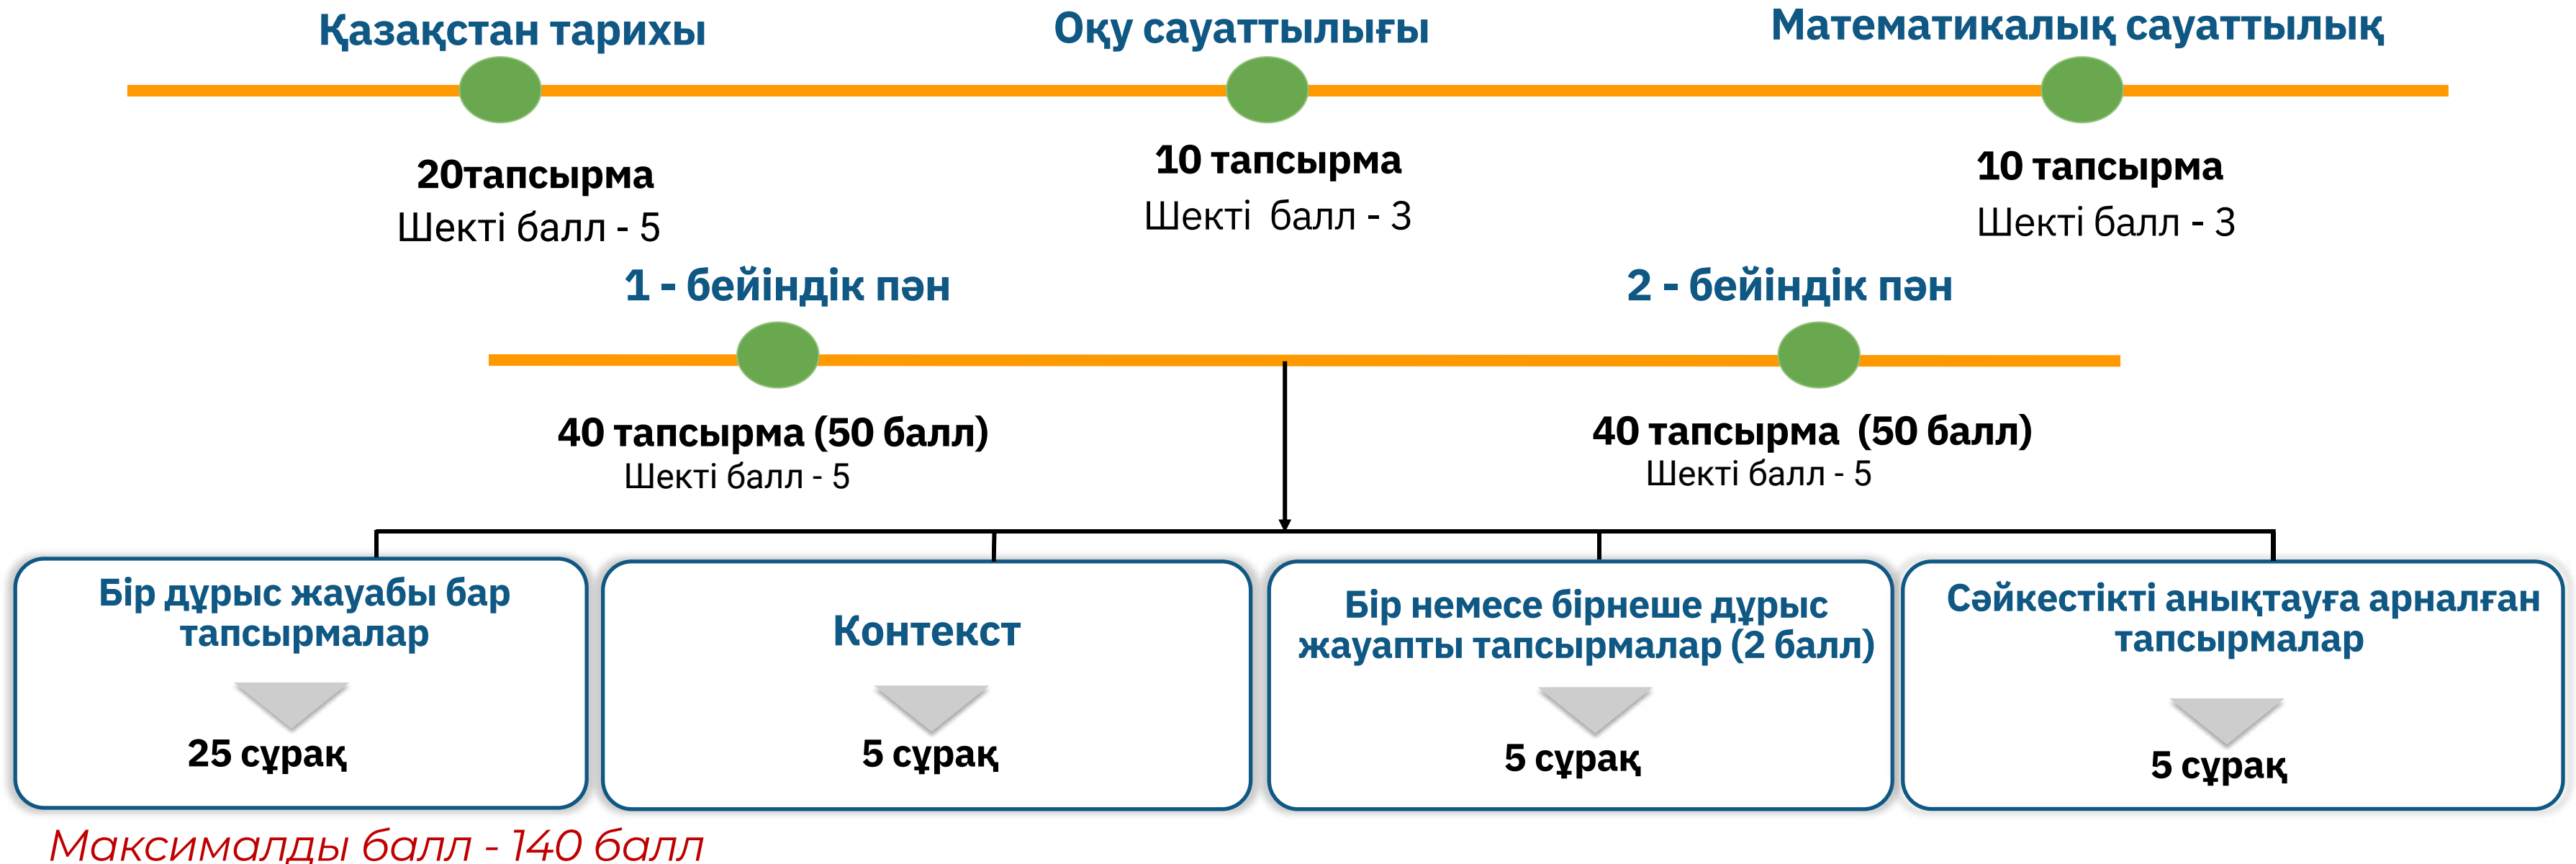 Қазақстан тарихы
Оқу сауаттылығы
Математикалық сауаттылық
20тапсырма
Шекті балл - 5
10 тапсырма
Шекті балл - 3
10 тапсырма
Шекті балл - 3
1 - бейіндік пән
2 - бейіндік пән
40 тапсырма (50 балл)
Шекті балл - 5
40 тапсырма (50 балл)
Шекті балл - 5
Бір дұрыс жауабы бар
тапсырмалар
25 сұрақ
Контекст
5 сұрақ
Бір немесе бірнеше дұрыс
жауапты тапсырмалар (2 балл)
5 сұрақ
Сәйкестікті анықтауға арналған
тапсырмалар
5 сұрақ
Максималды балл - 140 балл